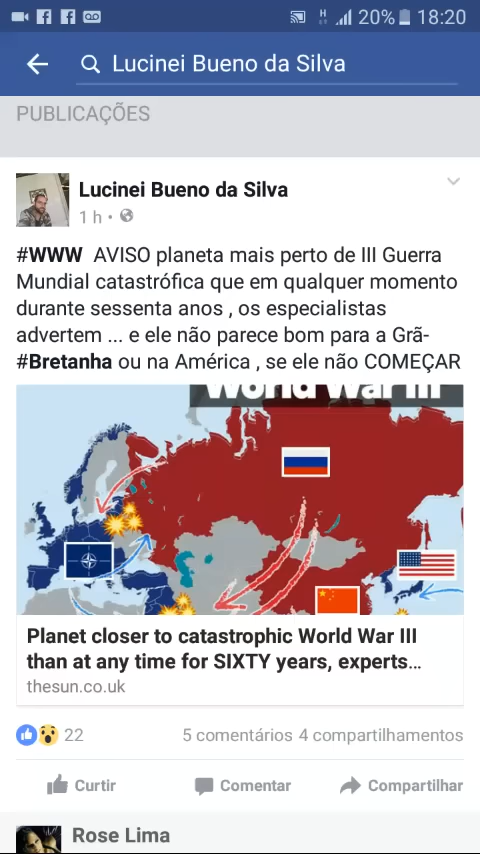 H 20% 18:20
Lucinei Bueno da Silva
PUBLICAÇÕES
Lucinei Bueno da Silva
1 h •
#WWW AVISO planeta mais perto de III Guerra
Mundial catastrófica que em qualquer momento
durante sessenta anos , os especialistas
advertem ... e ele não parece bom para a Grã-
#Bretanha ou na América , se ele não COMEÇAR
World War III
Planet closer to catastrophic World War III
than at any time for SIXTY years, experts...
thesun.co.uk
22 5 comentários 4 compartilhamentos
Curtir Comentar Compartilhar
Rose Lima